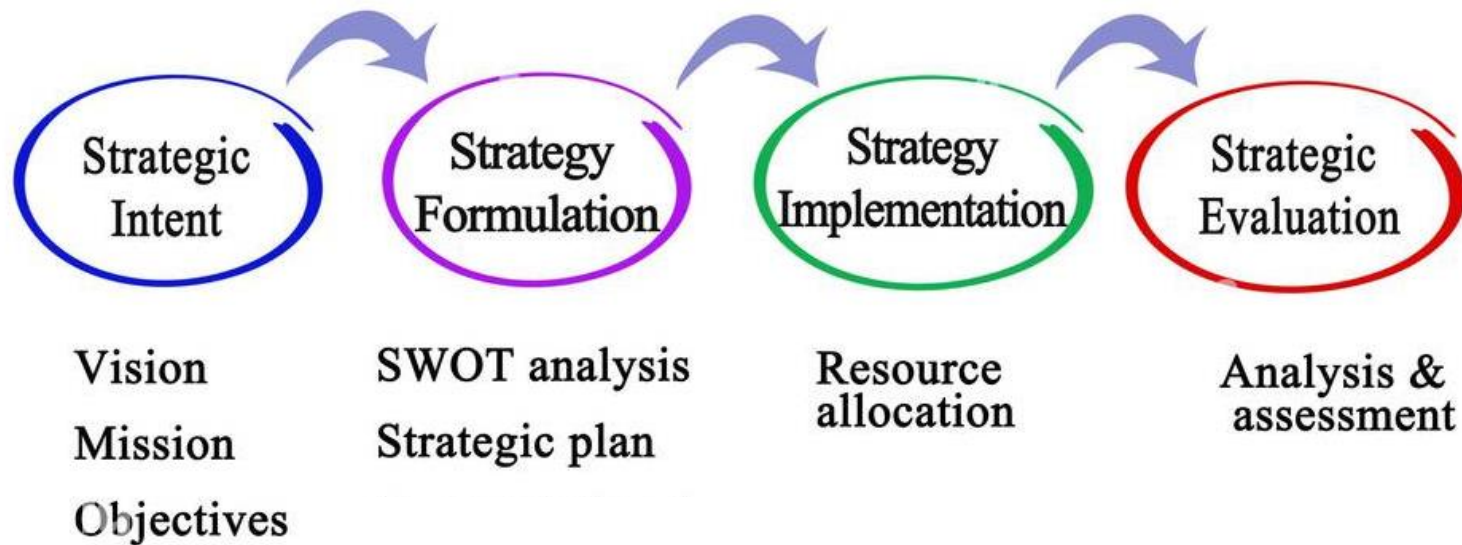 Strategic
Intent
Strategy
Formulation
Strategy
Implementation
Strategic
Evaluation
Vision
Mission
Objectives
SWOT analysis
Strategic plan
Resource
allocation
Analysis &
assessment